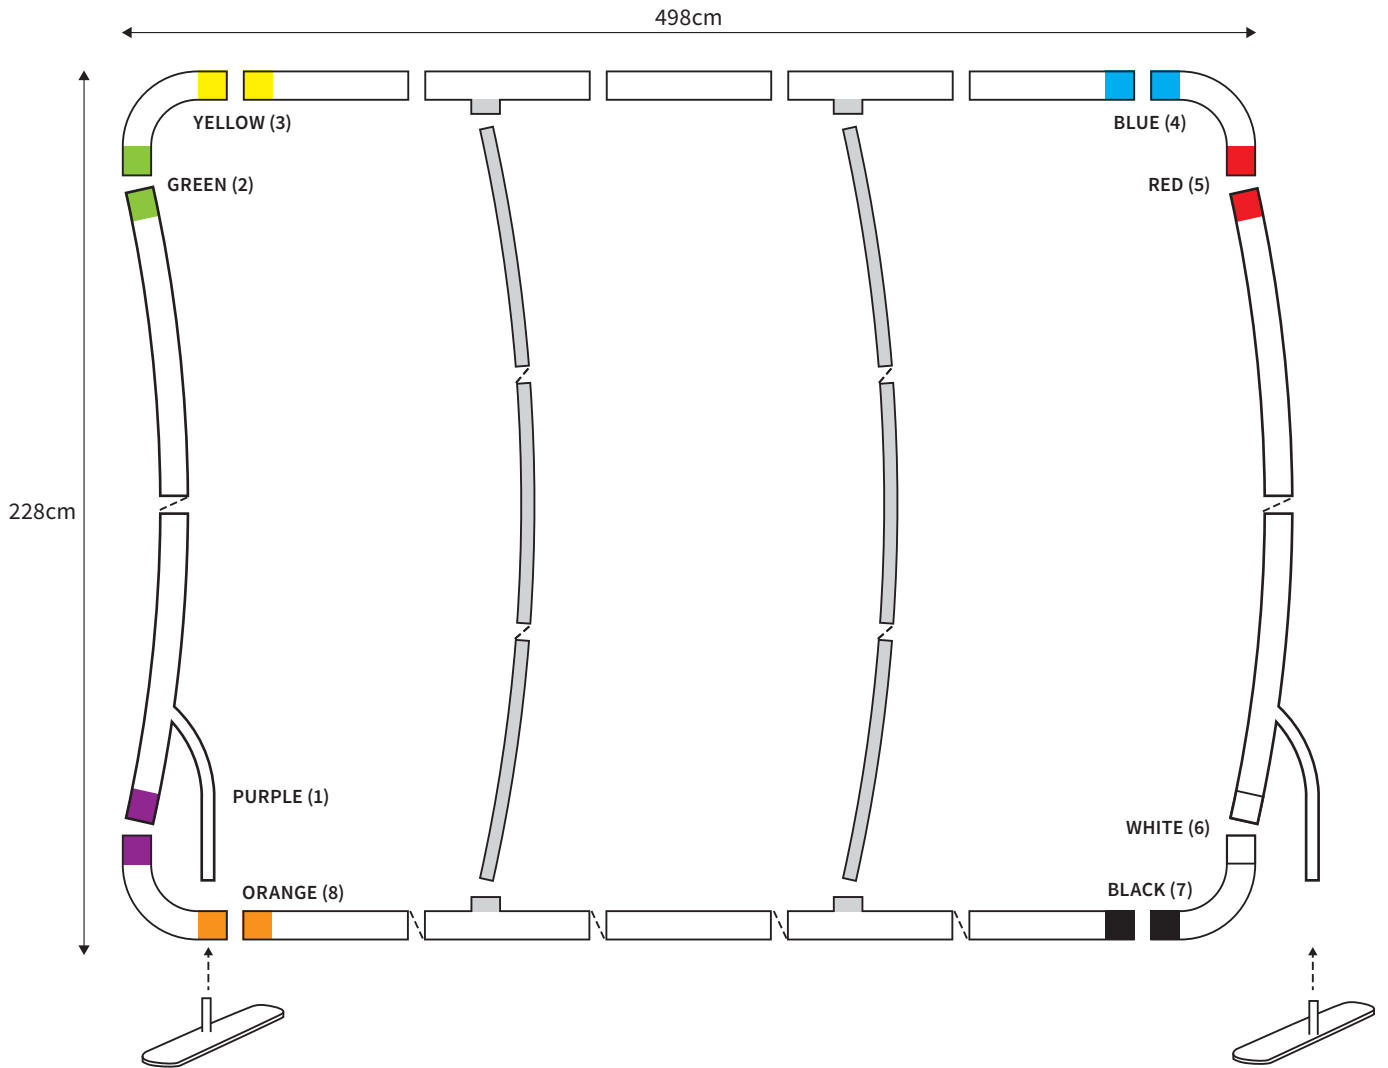 498cm
YELLOW (3)
BLUE (4)
GREEN (2)
RED (5)
228cm
PURPLE (1)
WHITE (6)
ORANGE (8)
BLACK (7)